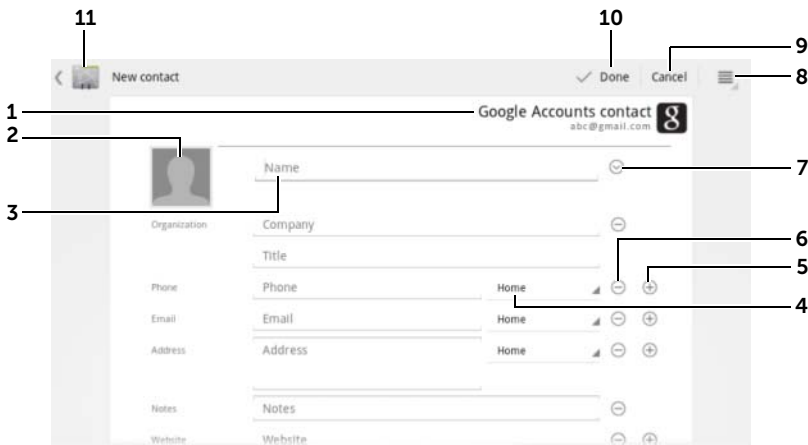 11
10
9
New contact
Done
Cancel
8
1
Google Accounts contact
g
abc@gmail.com
2
Name
7
3
Organization
Company
Title
6
5
Phone
Phone
Home
4
Email
Email
Home
Address
Address
Home
Notes
Notes
Website
Website